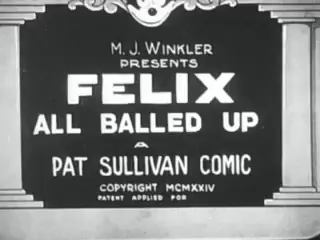 M. J. WINKLER
PRESENTS
FELIX
ALL BALLED UP
A
PAT SULLIVAN COMIC
COPYRIGHT MCMXXIV
PATENT APPLIED FOR